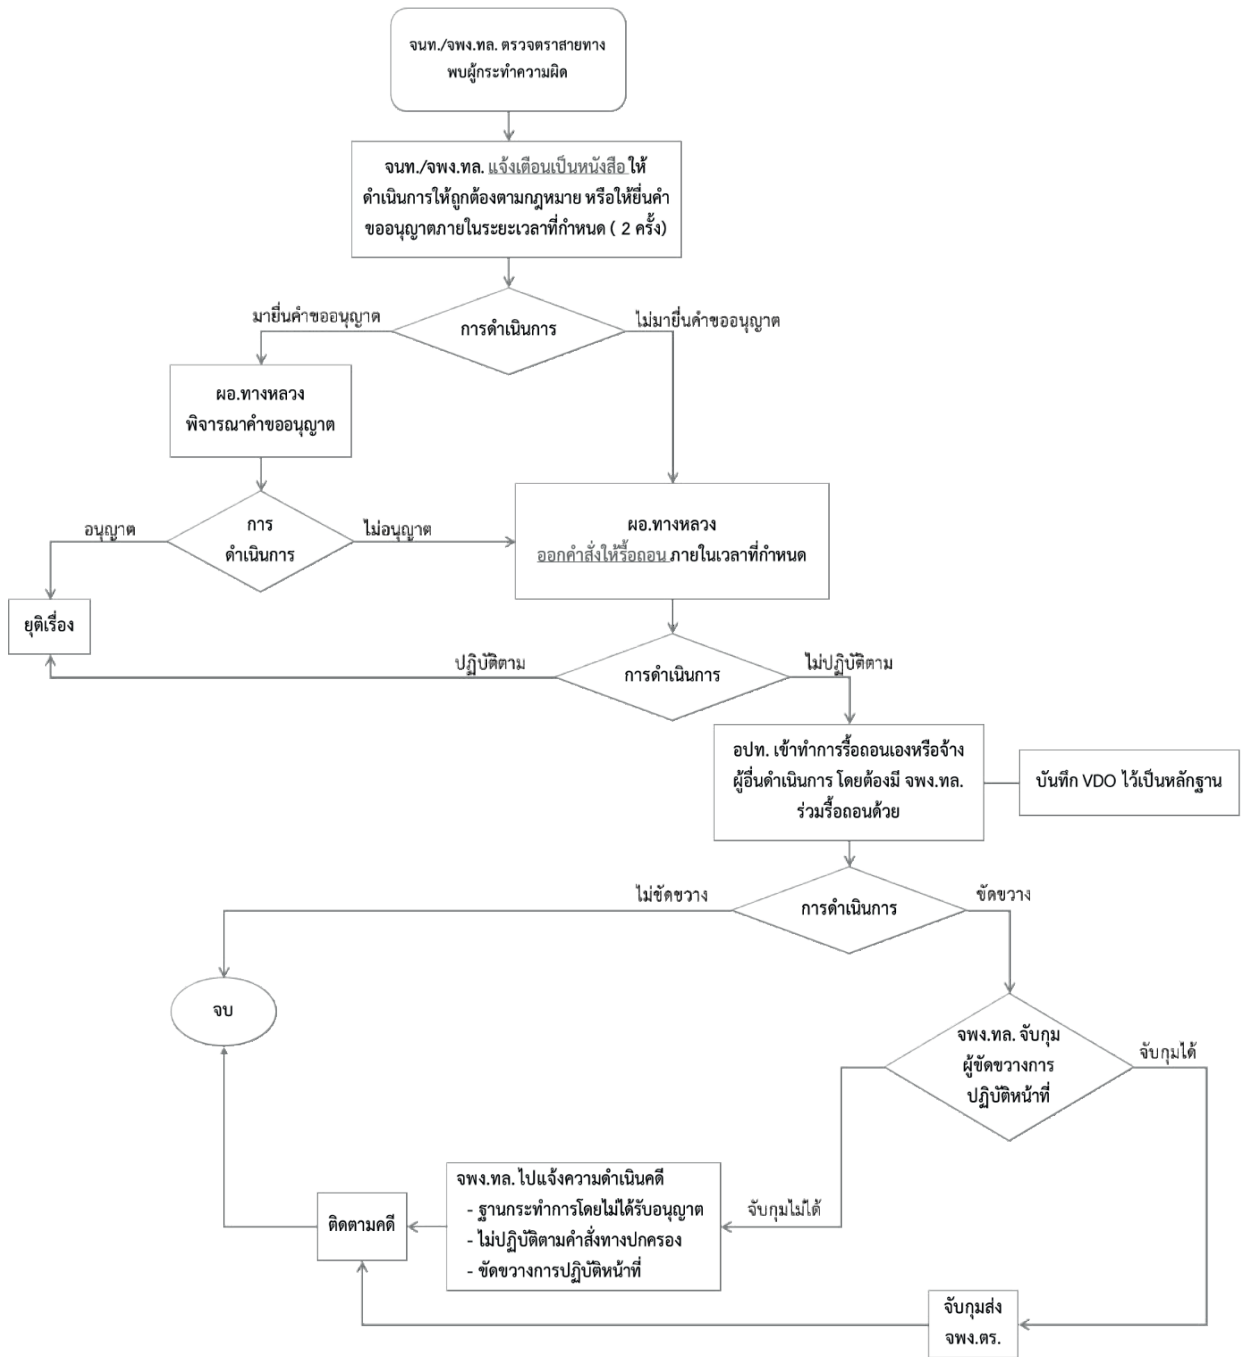 จนท./จพง.ทล. ตรวจตราสายทาง
พบผู้กระทำความผิด
จนท./จพง.ทล. แจ้งเตือนเป็นหนังสือ ให้
ดำเนินการให้ถูกต้องตามกฎหมาย หรือให้ยื่นคำ
ขออนุญาตภายในระยะเวลาที่กำหนด ( 2 ครั้ง)
มายื่นคำขออนุญาต
การดำเนินการ
ไม่มายื่นคำขออนุญาต
ผอ.ทางหลวง
พิจารณาคำขออนุญาต
อนุญาต
การ
ดำเนินการ
ไม่อนุญาต
ผอ.ทางหลวง
ออกคำสั่งให้รื้อถอน ภายในเวลาที่กำหนด
ยุติเรื่อง
ปฏิบัติตาม
การดำเนินการ
ไม่ปฏิบัติตาม
อปท. เข้าทำการรื้อถอนเองหรือจ้าง
ผู้อื่นดำเนินการ โดยต้องมี จพง.ทล.
ร่วมรื้อถอนด้วย
บันทึก VDO ไว้เป็นหลักฐาน
ไม่ขัดขวาง
การดำเนินการ
ขัดขวาง
จบ
จพง.ทล. จับกุม
ผู้ขัดขวางการ
ปฏิบัติหน้าที่
จับกุมได้
จพง.ทล. ไปแจ้งความดำเนินคดี
- ฐานกระทำการโดยไม่ได้รับอนุญาต
- ไม่ปฏิบัติตามคำสั่งทางปกครอง
- ขัดขวางการปฏิบัติหน้าที่
จับกุมไม่ได้
ติดตามคดี
จับกุมส่ง
จพง.ตร.